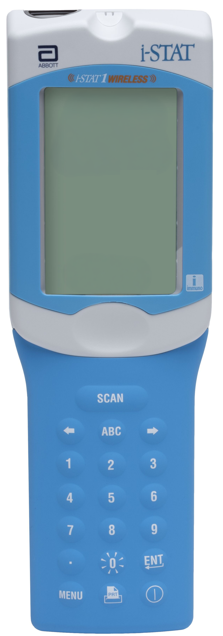 ABBOTT
i-STAT
i-STAT 1 WIRELESS
i
SCAN
ABC
1 2 3
4 5 6
7 8 9
. 0 ENT
MENU PRT